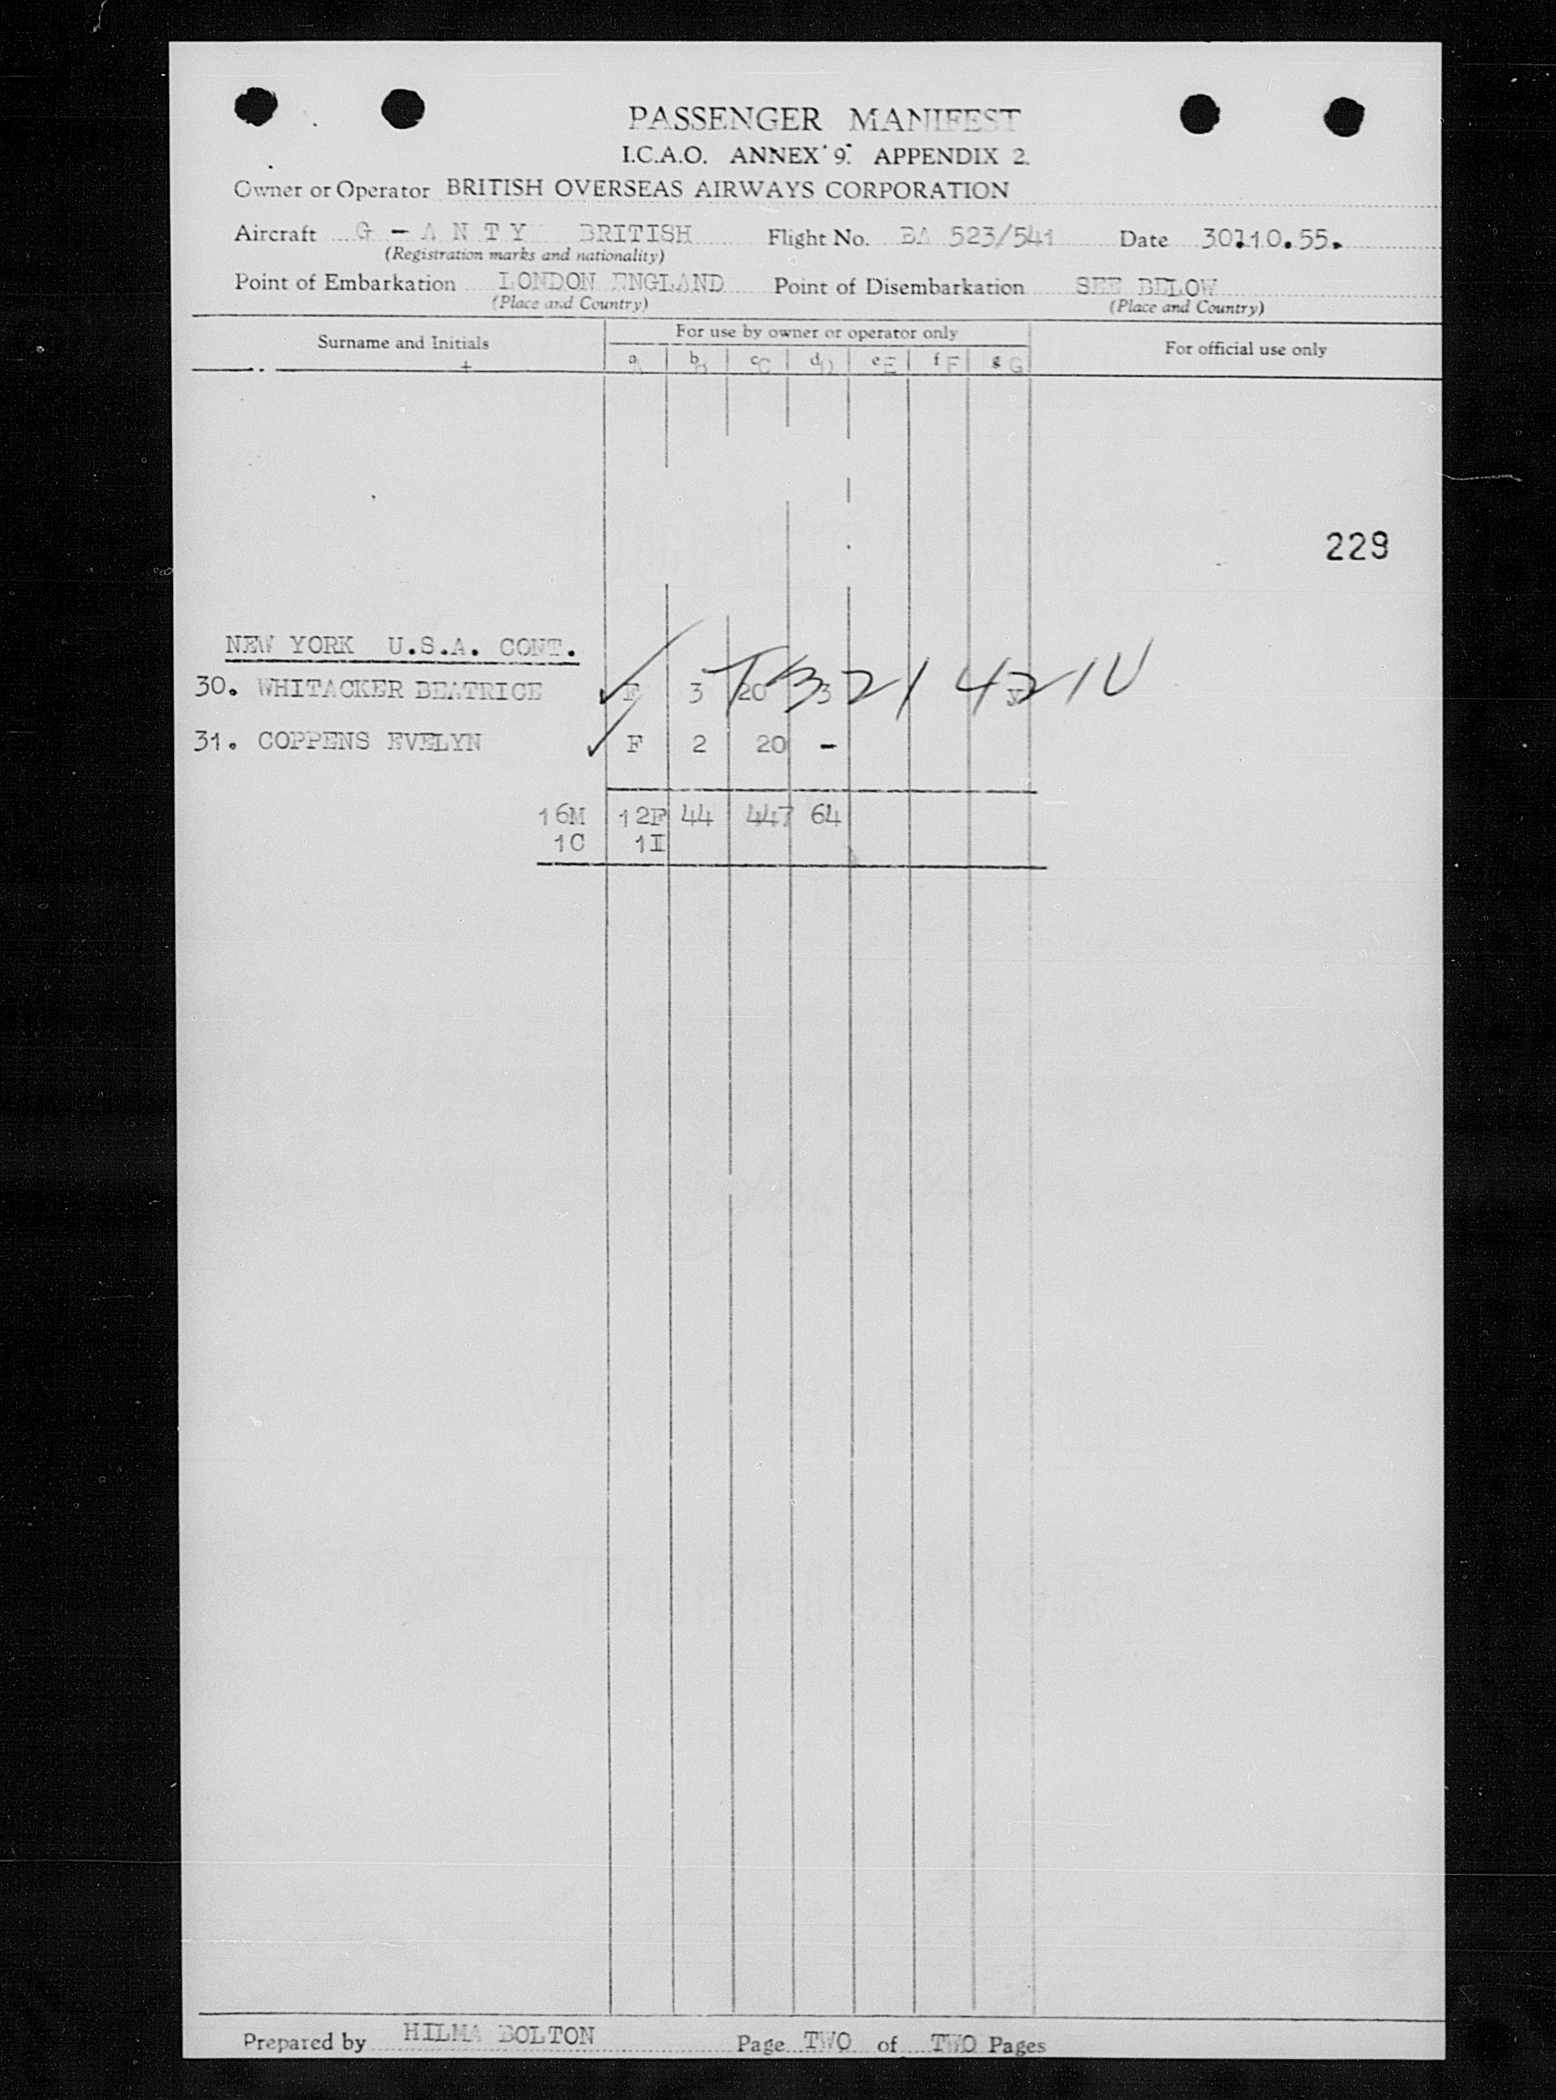 PASSENGER MANIFEST
I.C.A.O. ANNEX 9. APPENDIX 2.
Owner or Operator BRITISH OVERSEAS AIRWAYS CORPORATION
Aircraft G - A N T Y BRITISH Flight No. BA 523/541 Date 30.10.55.
(Registration marks and nationality)
Point of Embarkation LONDON ENGLAND Point of Disembarkation SEE BELOW
(Place and Country) (Place and Country)
Surname and Initials For use by owner or operator only For official use only
+ a A b B c C d D e E f F g G
229
NEW YORK U.S.A. CONT.
30. WHITACKER BEATRICE F 3 20 3
31. COPPENS EVELYN F 2 20 -
16M 12F 44 447 64
1C 1I
Prepared by HILMA BOLTON Page TWO of TWO Pages